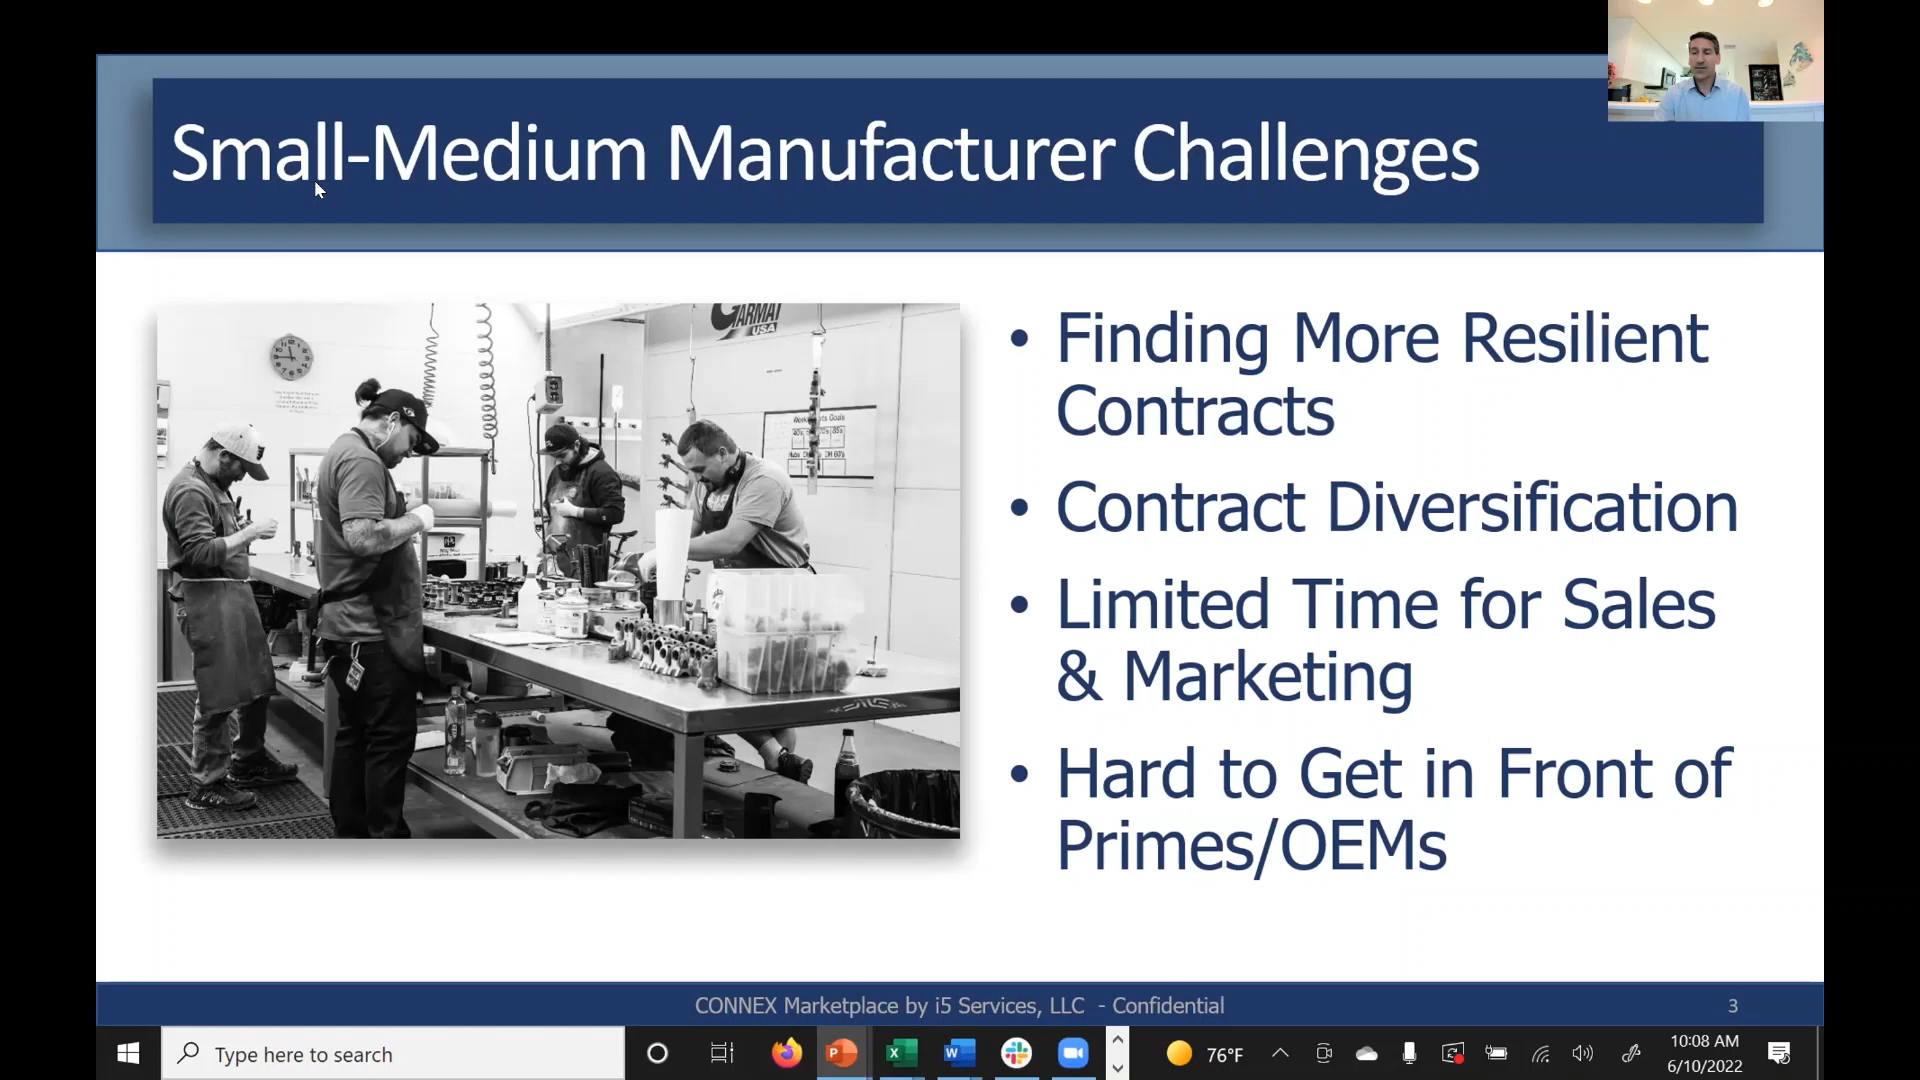 Small-Medium Manufacturer Challenges
GARMAT
USA
• Finding More Resilient
Contracts
• Contract Diversification
• Limited Time for Sales
& Marketing
• Hard to Get in Front of
Primes/OEMs
CONNEX Marketplace by i5 Services, LLC - Confidential
3
Type here to search
76°F
10:08 AM
6/10/2022